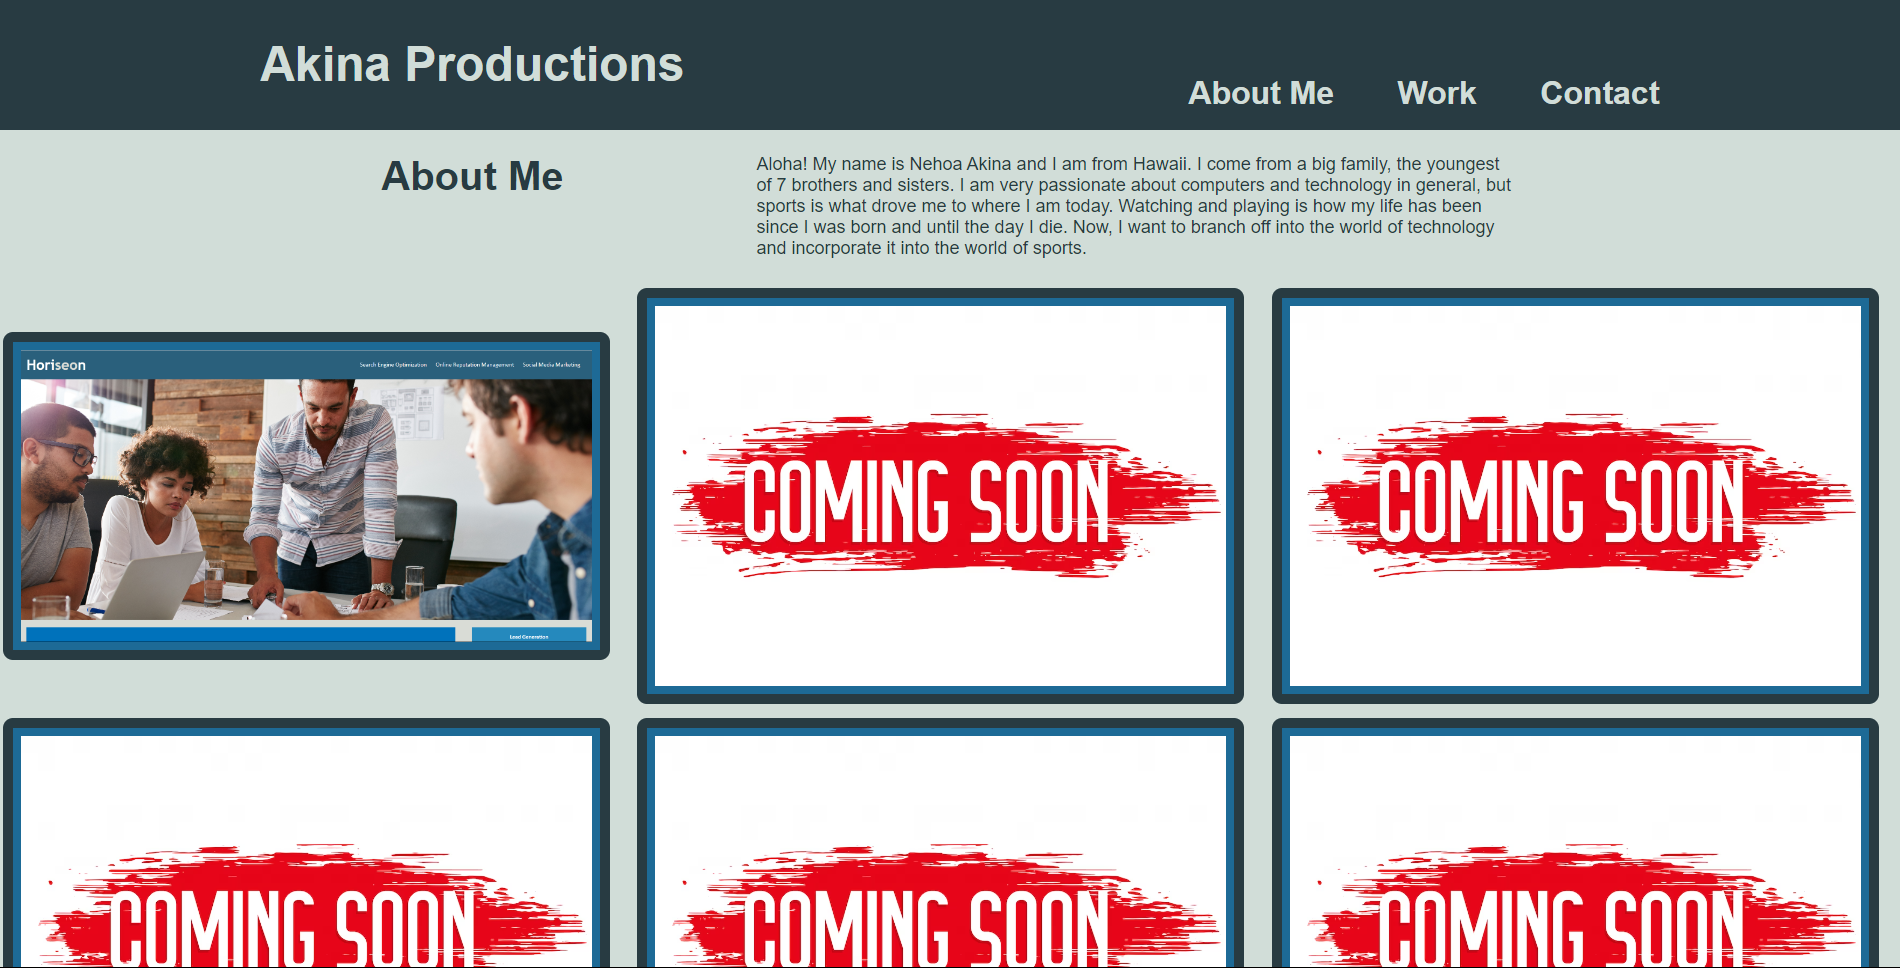 Akina Productions
About Me Work Contact
About Me
Aloha! My name is Nehoa Akina and I am from Hawaii. I come from a big family, the youngest
of 7 brothers and sisters. I am very passionate about computers and technology in general, but
sports is what drove me to where I am today. Watching and playing is how my life has been
since I was born and until the day I die. Now, I want to branch off into the world of technology
and incorporate it into the world of sports.
Horiseon
Search Engine Optimization Online Reputation Management Social Media Marketing
Lead Generation
COMING SOON
COMING SOON
COMING SOON
COMING SOON
COMING SOON